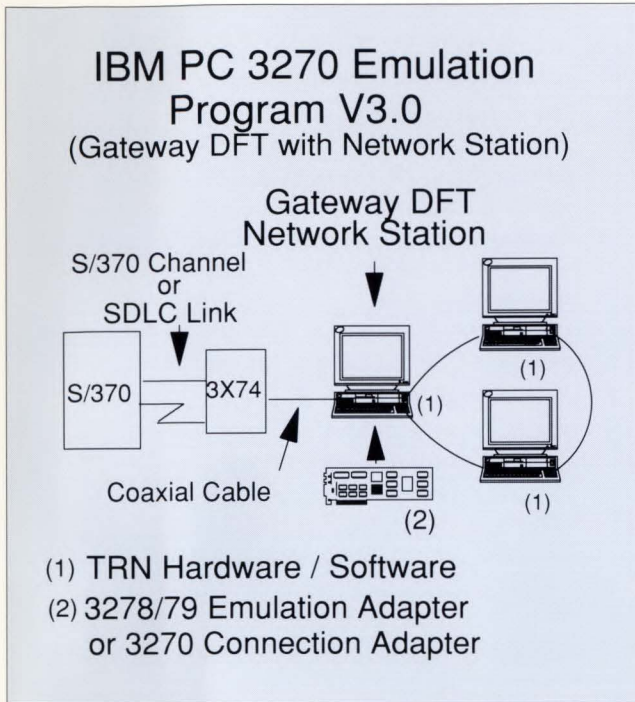 IBM PC 3270 Emulation
Program V3.0
(Gateway DFT with Network Station)
Gateway DFT
Network Station
S/370 Channel
or
SDLC Link
S/370
3X74
(1)
(1)
(1)
Coaxial Cable
(2)
(1) TRN Hardware / Software
(2) 3278/79 Emulation Adapter
or 3270 Connection Adapter